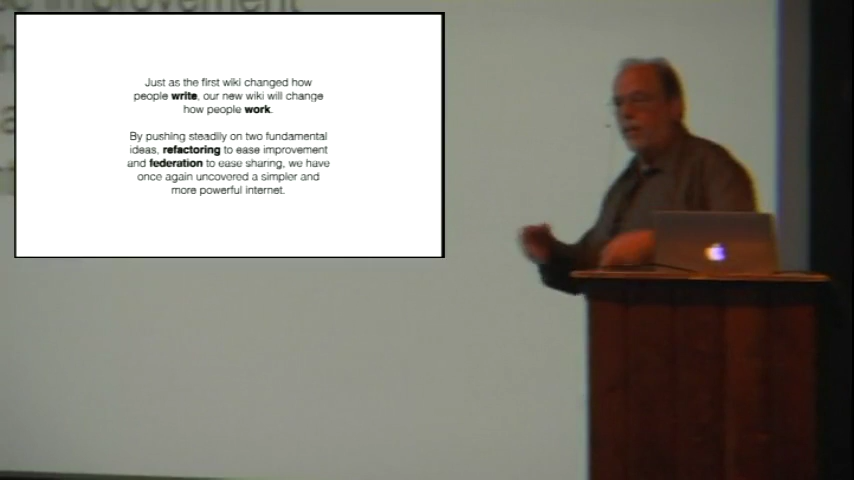 improvement
Just as the first wiki changed how
people write, our new wiki will change
how people work.
By pushing steadily on two fundamental
ideas, refactoring to ease improvement
and federation to ease sharing, we have
once again uncovered a simpler and
more powerful internet.